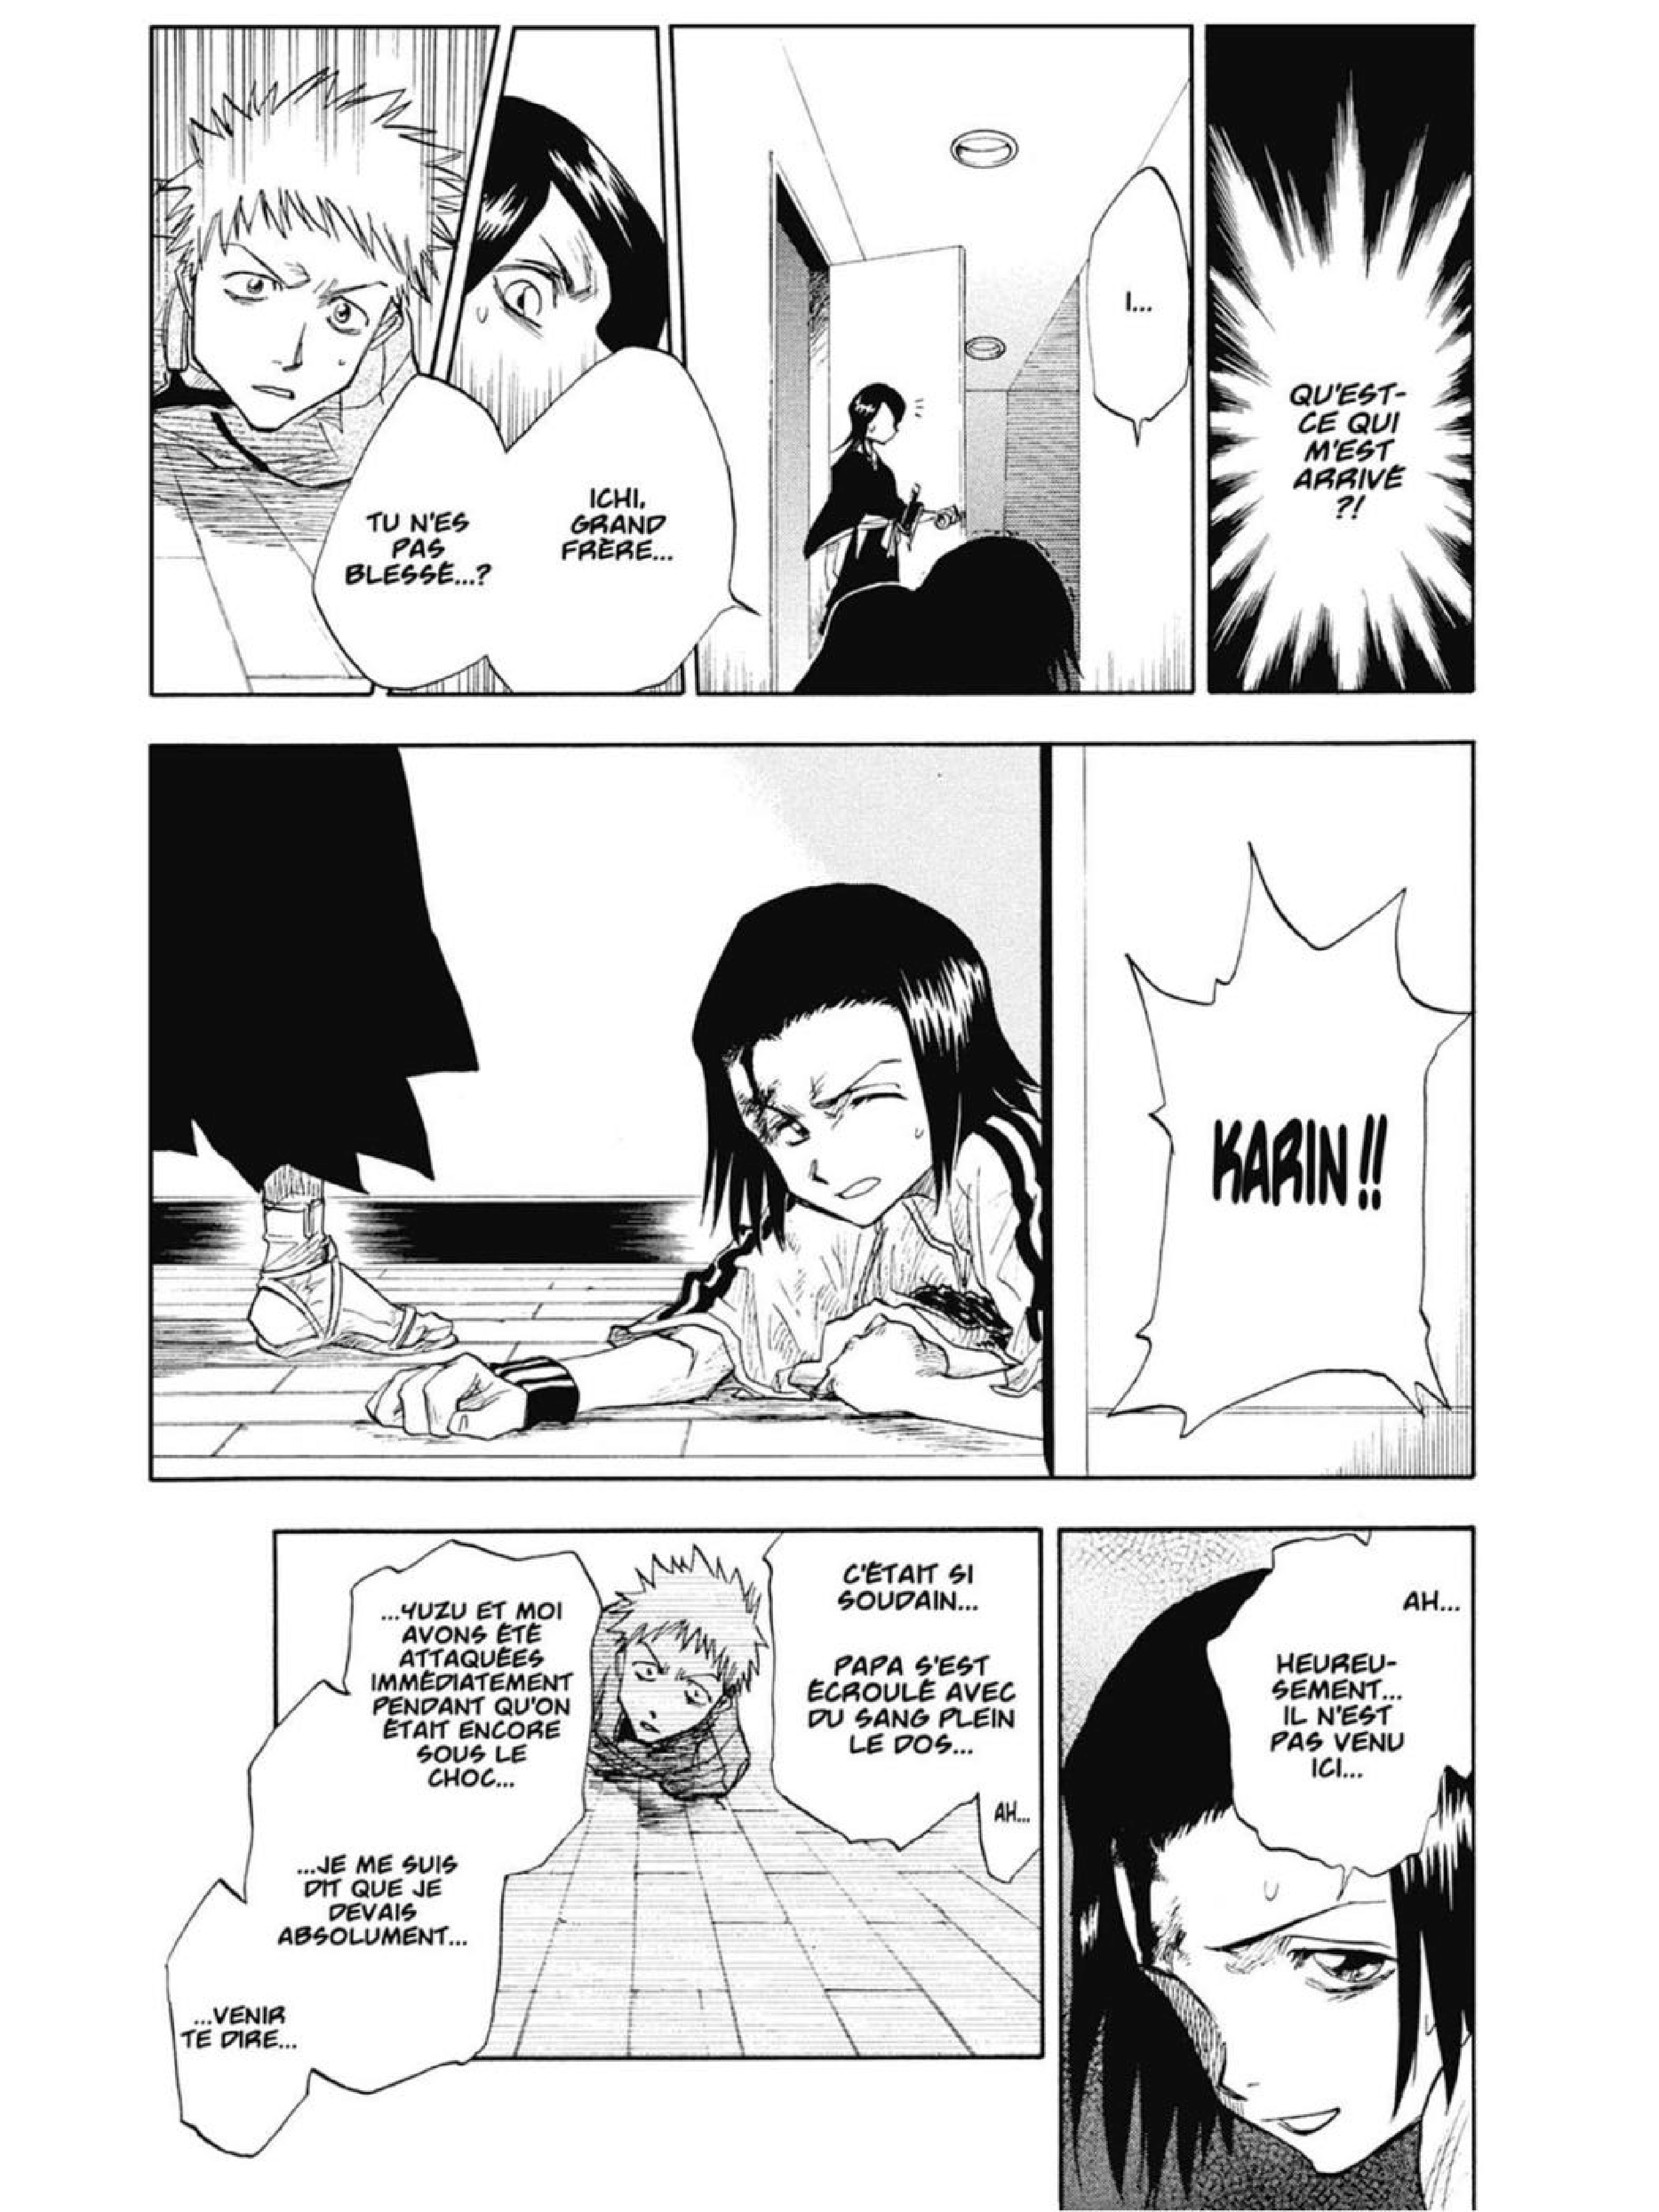 QU'EST-
CE QUI
M'EST
ARRIVÉ
?!
I...
ICHI,
GRAND
FRÈRE...
TU N'ES
PAS
BLESSÉ...?
KARIN!!
AH...
HEUREU-
SEMENT...
IL N'EST
PAS VENU
ICI...
C'ÉTAIT SI
SOUDAIN...
PAPA S'EST
ÉCROULÉ AVEC
DU SANG PLEIN
LE DOS...
AH...
...YUZU ET MOI
AVONS ÉTÉ
ATTAQUÉES
IMMÉDIATEMENT
PENDANT QU'ON
ÉTAIT ENCORE
SOUS LE
CHOC...
...JE ME SUIS
DIT QUE JE
DEVAIS
ABSOLUMENT...
...VENIR
TE DIRE...